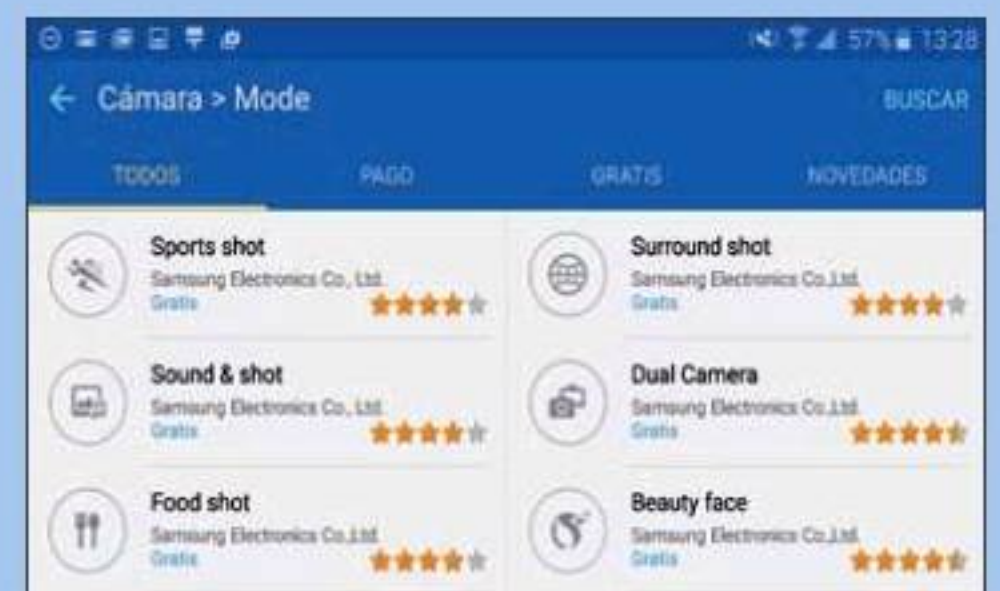 57% 13:28
Cámara > Mode BUSCAR
TODOS PAGO GRATIS NOVEDADES
Sports shot
Samsung Electronics Co., Ltd.
Gratis
Surround shot
Samsung Electronics Co.,Ltd.
Gratis
Sound & shot
Samsung Electronics Co., Ltd.
Gratis
Dual Camera
Samsung Electronics Co.,Ltd.
Gratis
Food shot
Samsung Electronics Co.,Ltd.
Gratis
Beauty face
Samsung Electronics Co.,Ltd.
Gratis